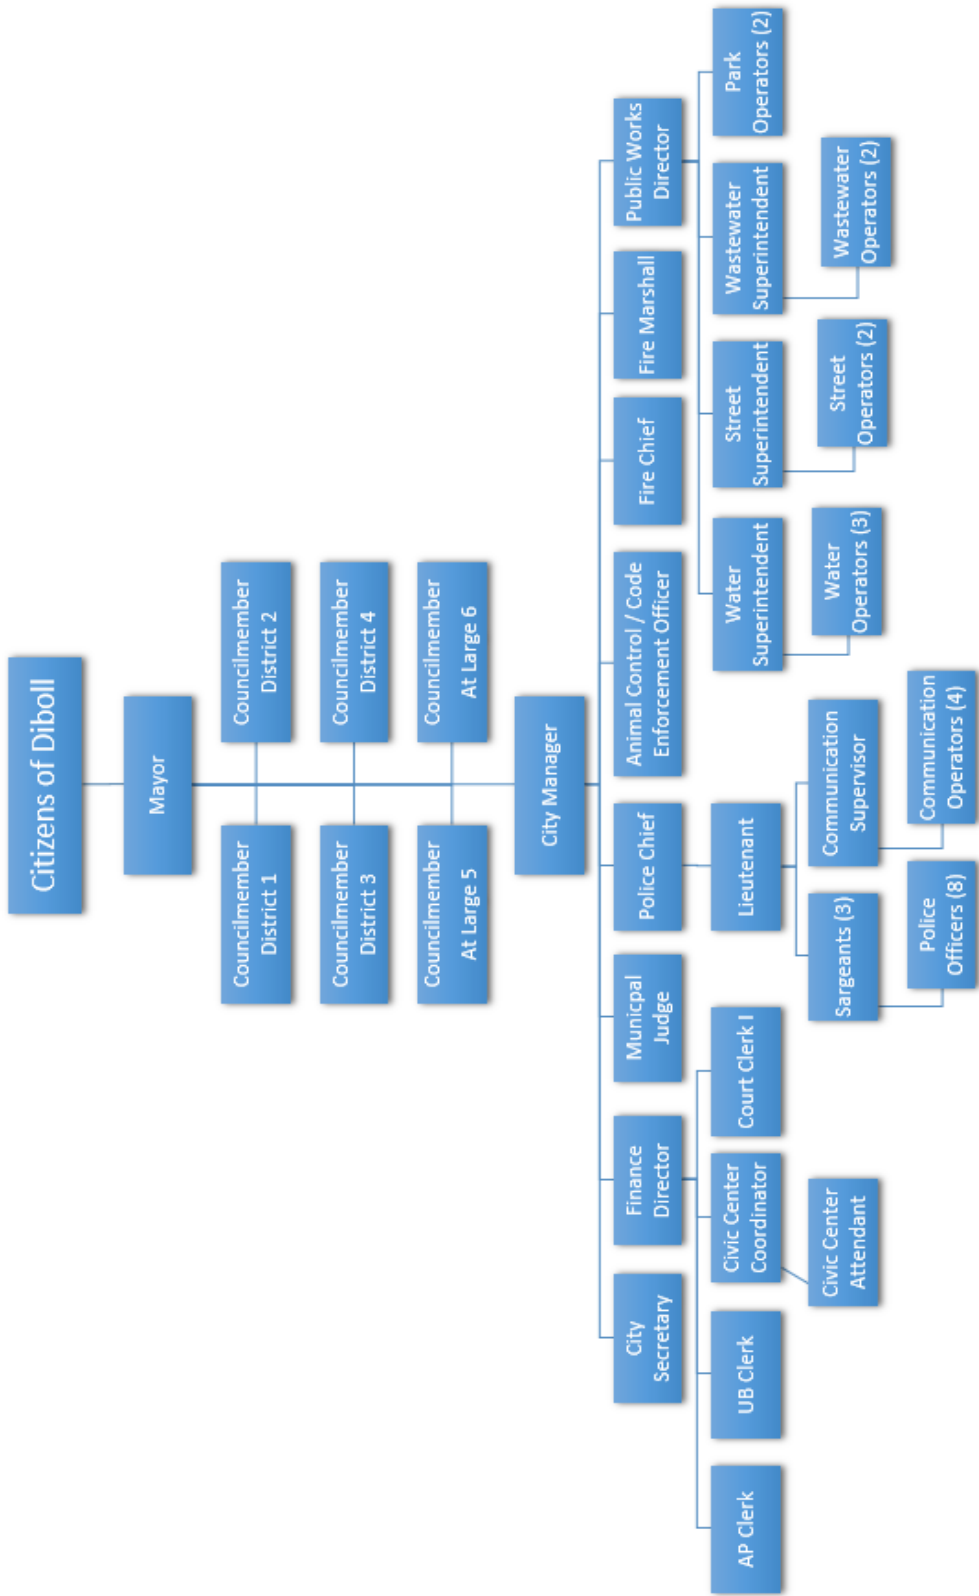 Citizens of Diboll
Mayor
Councilmember
District 1
Councilmember
District 2
Councilmember
District 3
Councilmember
District 4
Councilmember
At Large 5
Councilmember
At Large 6
City Manager
City
Secretary
Finance
Director
Municpal
Judge
Police Chief
Animal Control / Code
Enforcement Officer
Fire Chief
Fire Marshall
Public Works
Director
AP Clerk
UB Clerk
Civic Center
Coordinator
Court Clerk I
Lieutenant
Water
Superintendent
Street
Superintendent
Wastewater
Superintendent
Park
Operators (2)
Civic Center
Attendant
Sargeants (3)
Communication
Supervisor
Water
Operators (3)
Street
Operators (2)
Wastewater
Operators (2)
Police
Officers (8)
Communication
Operators (4)